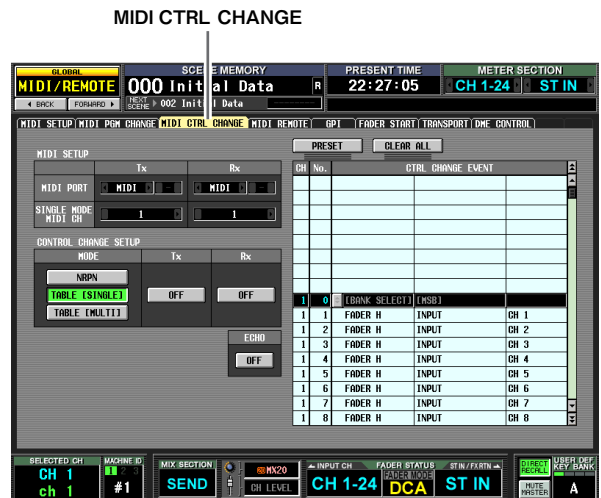 MIDI CTRL CHANGE
GLOBAL
MIDI/REMOTE
BACK FORWARD
SCENE MEMORY
000 Initial Data R
NEXT SCENE 002 Initial Data
PRESENT TIME
22:27:05
METER SECTION
CH 1-24 ST IN
MIDI SETUP MIDI PGM CHANGE MIDI CTRL CHANGE MIDI REMOTE GPI FADER START TRANSPORT DME CONTROL
MIDI SETUP
Tx Rx
MIDI PORT MIDI - MIDI -
SINGLE MODE MIDI CH 1 1
CONTROL CHANGE SETUP
MODE Tx Rx
NRPN
TABLE [SINGLE] OFF OFF
TABLE [MULTI]
ECHO
OFF
PRESET CLEAR ALL
CH No. CTRL CHANGE EVENT
1 0 [BANK SELECT] [MSB]
1 1 FADER H INPUT CH 1
1 2 FADER H INPUT CH 2
1 3 FADER H INPUT CH 3
1 4 FADER H INPUT CH 4
1 5 FADER H INPUT CH 5
1 6 FADER H INPUT CH 6
1 7 FADER H INPUT CH 7
1 8 FADER H INPUT CH 8
SELECTED CH
CH 1
ch 1
MACHINE ID
1 2 3
#1
MIX SECTION
SEND
MX20
CH LEVEL
INPUT CH FADER STATUS ST IN / FXRTN
CH 1-24
FADER MODE
DCA
ST IN
DIRECT RECALL
MUTE MASTER
USER DEF KEY BANK
A